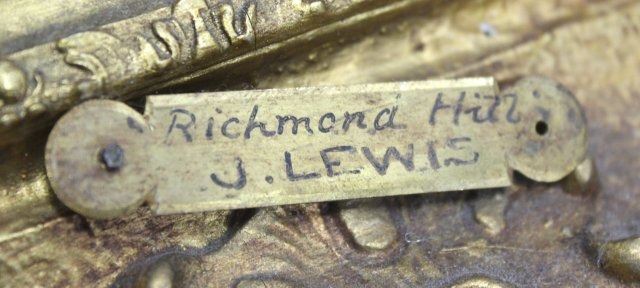 Richmond Hill
J. LEWIS